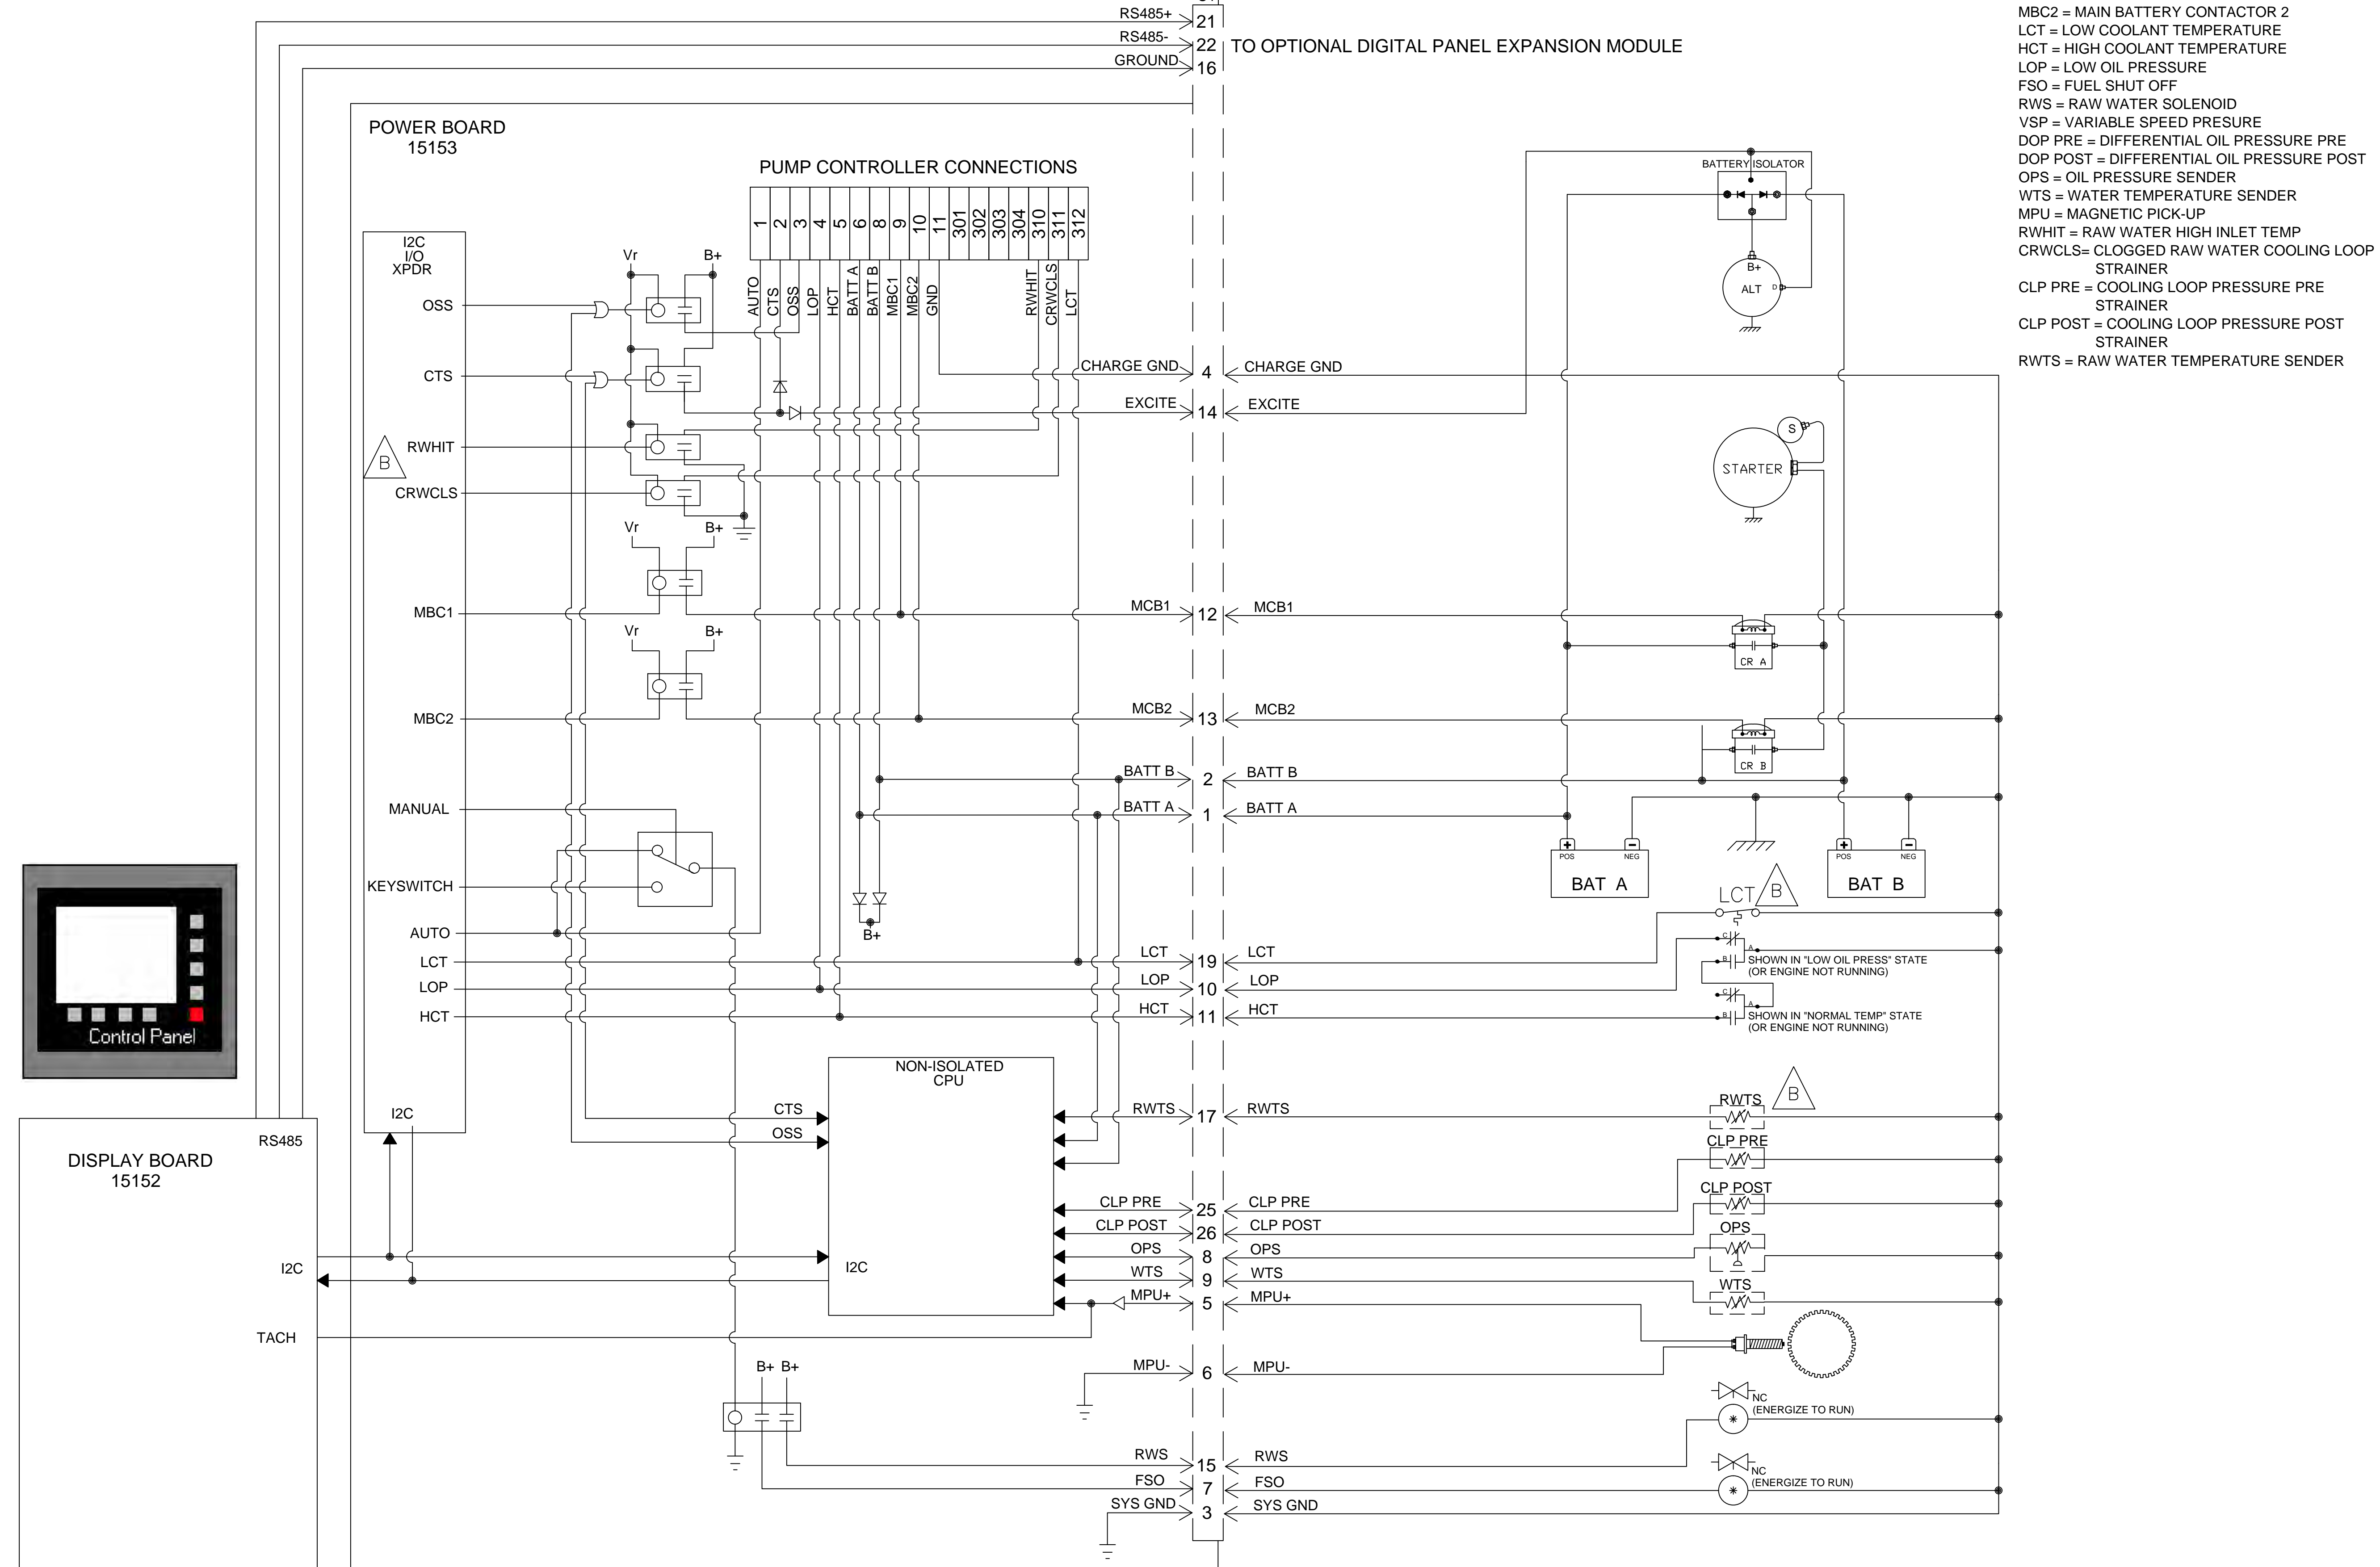 RS485+
21
RS485-
22
TO OPTIONAL DIGITAL PANEL EXPANSION MODULE
GROUND
16
MBC2 = MAIN BATTERY CONTACTOR 2
LCT = LOW COOLANT TEMPERATURE
HCT = HIGH COOLANT TEMPERATURE
LOP = LOW OIL PRESSURE
FSO = FUEL SHUT OFF
RWS = RAW WATER SOLENOID
VSP = VARIABLE SPEED PRESURE
DOP PRE = DIFFERENTIAL OIL PRESSURE PRE
DOP POST = DIFFERENTIAL OIL PRESSURE POST
OPS = OIL PRESSURE SENDER
WTS = WATER TEMPERATURE SENDER
MPU = MAGNETIC PICK-UP
RWHIT = RAW WATER HIGH INLET TEMP
CRWCLS= CLOGGED RAW WATER COOLING LOOP
STRAINER
CLP PRE = COOLING LOOP PRESSURE PRE
STRAINER
CLP POST = COOLING LOOP PRESSURE POST
STRAINER
RWTS = RAW WATER TEMPERATURE SENDER
POWER BOARD
15153
PUMP CONTROLLER CONNECTIONS
1 2 3 4 5 6 8 9 10 11 301 302 303 304 310 311 312
AUTO CTS OSS LOP HCT BATT A BATT B MBC1 MBC2 GND RWHIT CRWCLS LCT
I2C
I/O
XPDR
Vr B+
OSS
CTS
RWHIT
B
CRWCLS
Vr B+
MBC1
Vr B+
MBC2
MANUAL
KEYSWITCH
AUTO
LCT
LOP
HCT
I2C
B+
BATTERY ISOLATOR
B+
ALT D
CHARGE GND 4 CHARGE GND
EXCITE 14 EXCITE
S
STARTER
MCB1 12 MCB1
CR A
MCB2 13 MCB2
CR B
BATT B 2 BATT B
BATT A 1 BATT A
+ - + -
POS NEG POS NEG
BAT A BAT B
LCT B
LCT 19 LCT
C A
B SHOWN IN "LOW OIL PRESS" STATE
(OR ENGINE NOT RUNNING)
LOP 10 LOP
C A
HCT 11 HCT
B SHOWN IN "NORMAL TEMP" STATE
(OR ENGINE NOT RUNNING)
Control Panel
NON-ISOLATED
CPU
CTS
OSS
I2C
RWTS 17 RWTS
RWTS B
CLP PRE
CLP PRE 25 CLP PRE
CLP POST
CLP POST 26 CLP POST
OPS
OPS 8 OPS
WTS 9 WTS
WTS
MPU+ 5 MPU+
MPU- 6 MPU-
DISPLAY BOARD
15152
RS485
I2C
TACH
B+ B+
NC
(ENERGIZE TO RUN)
RWS 15 RWS
NC
(ENERGIZE TO RUN)
FSO 7 FSO
SYS GND 3 SYS GND